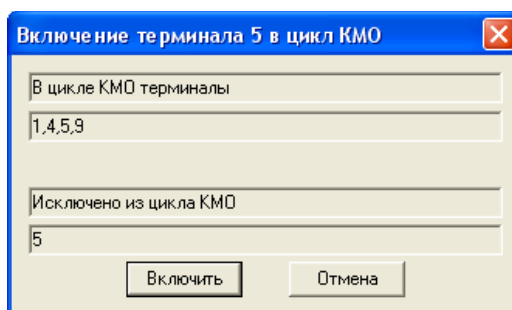 Включение терминала 5 в цикл КМО
В цикле КМО терминалы
1,4,5,9
Исключено из цикла КМО
5
Включить Отмена